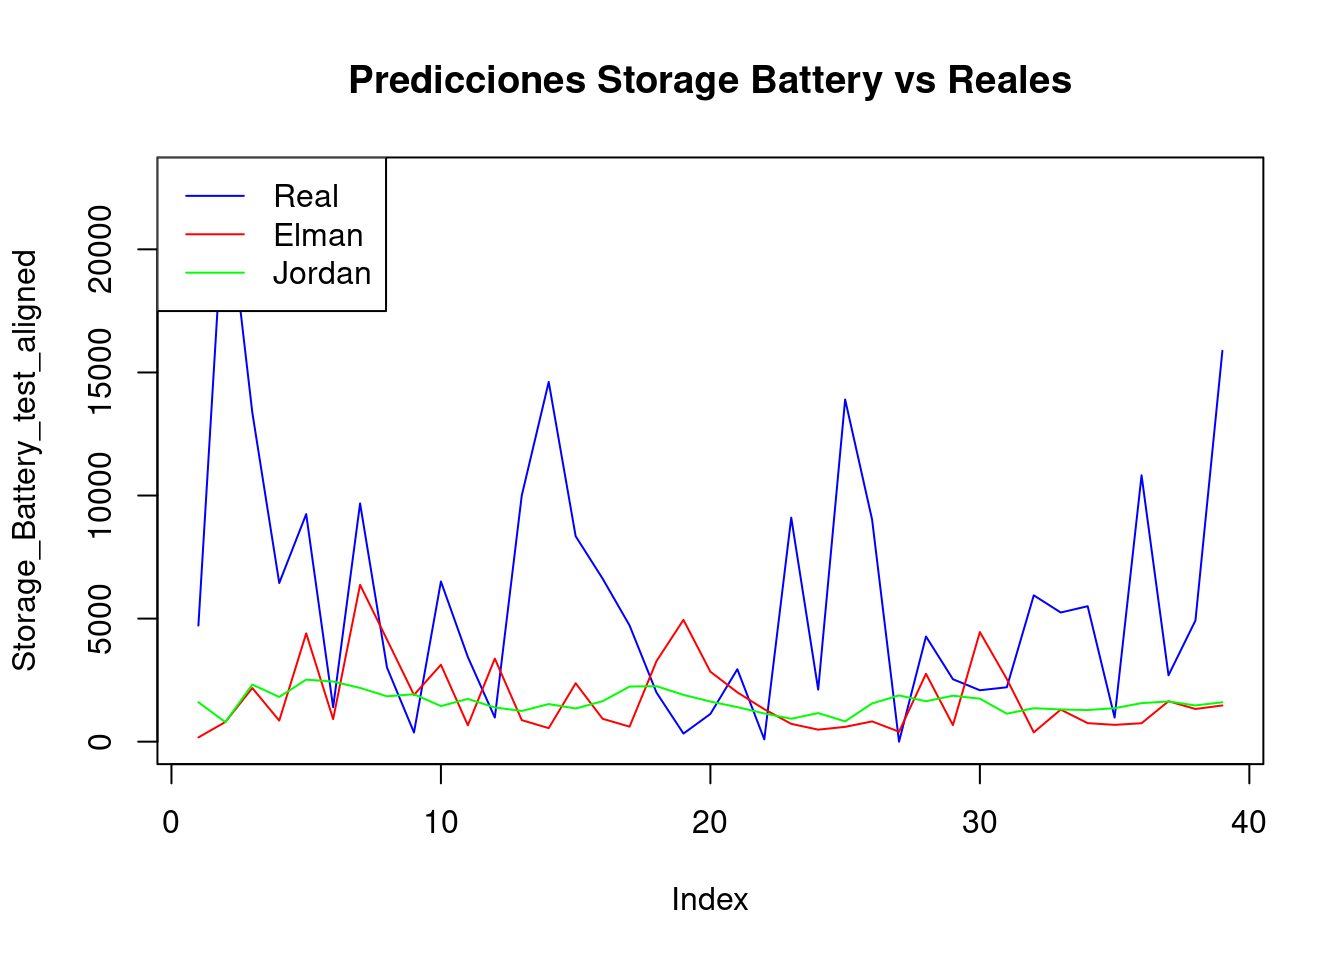 Predicciones Storage Battery vs Reales
Real
Elman
Jordan
Storage_Battery_test_aligned
20000
15000
10000
5000
0
0 10 20 30 40
Index